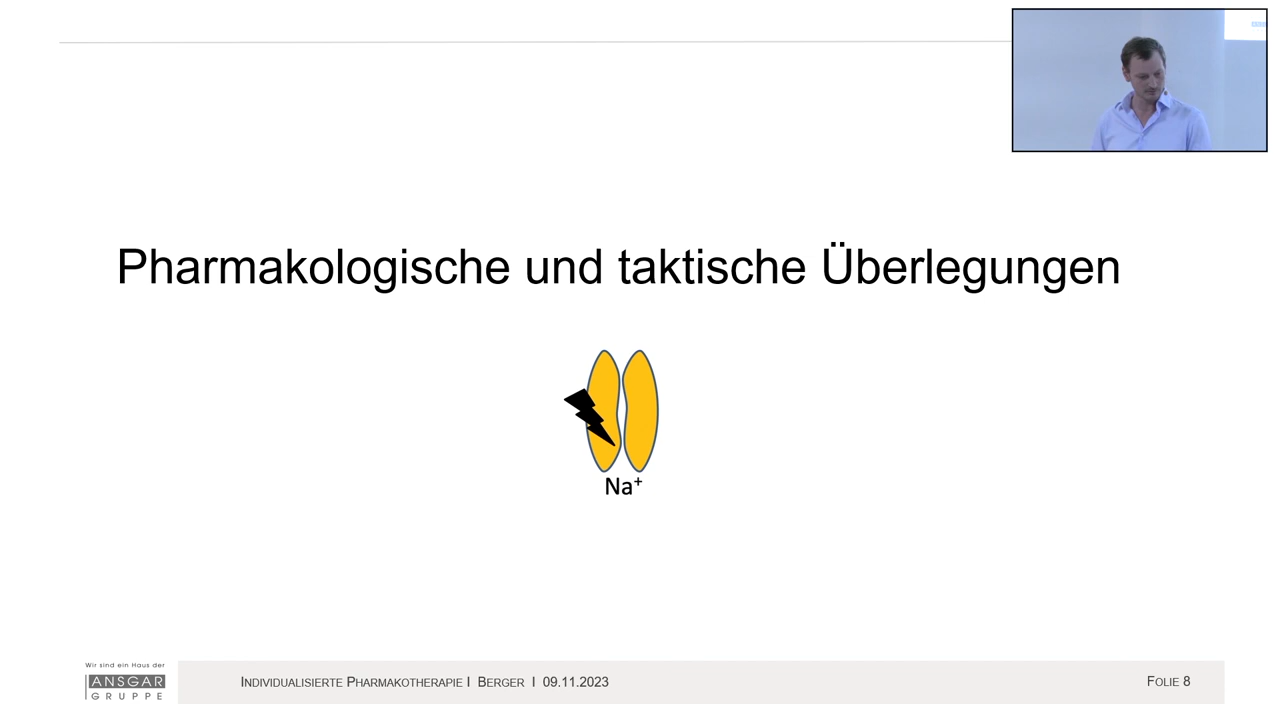 Pharmakologische und taktische Überlegungen
Na⁺
Wir sind ein Haus der
ANSGAR
GRUPPE
INDIVIDUALISIERTE PHARMAKOTHERAPIE I BERGER I 09.11.2023
FOLIE 8